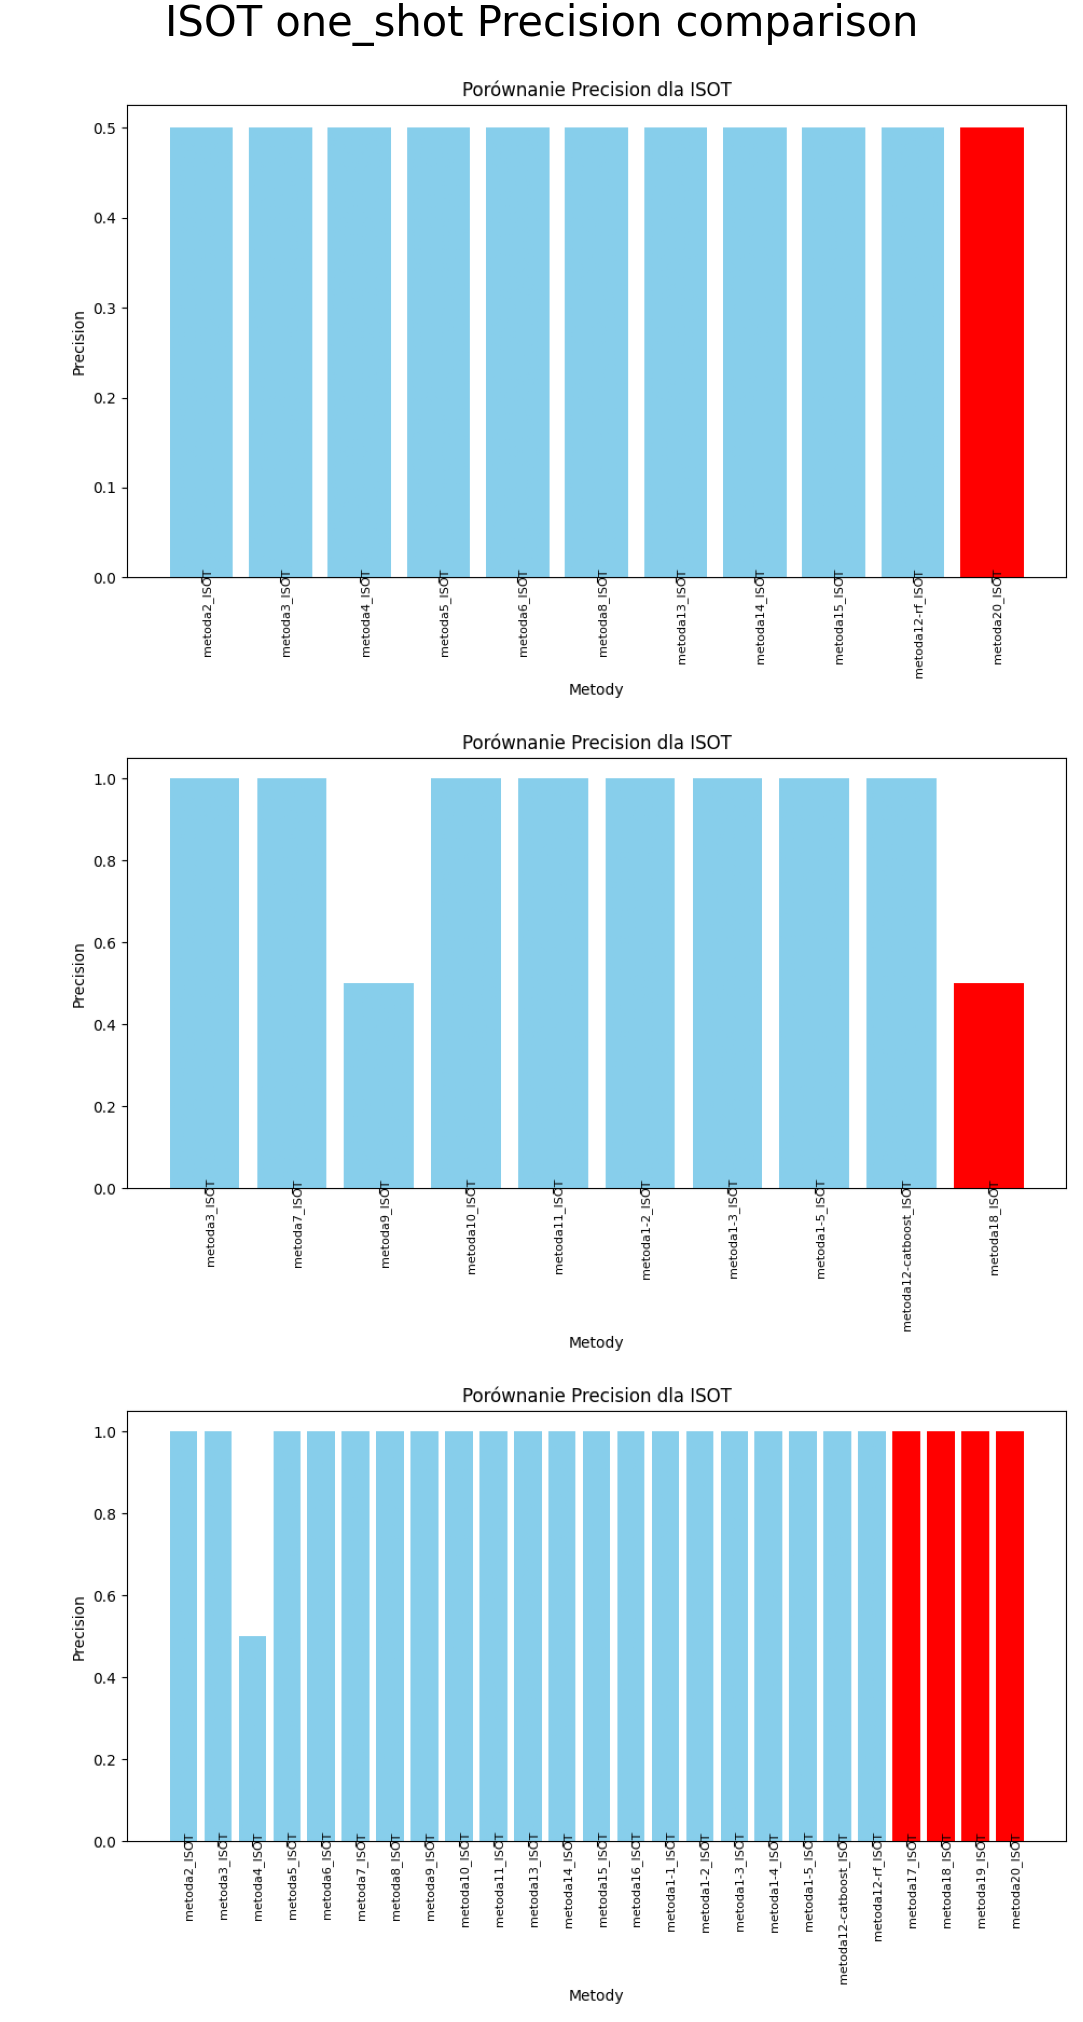 ISOT one_shot Precision comparison
Porównanie Precision dla ISOT
Precision
0.5
0.4
0.3
0.2
0.1
0.0
metoda2_ISOT
metoda3_ISOT
metoda4_ISOT
metoda5_ISOT
metoda6_ISOT
metoda8_ISOT
metoda13_ISOT
metoda14_ISOT
metoda15_ISOT
metoda12-rf_ISOT
metoda20_ISOT
Metody
Porównanie Precision dla ISOT
Precision
1.0
0.8
0.6
0.4
0.2
0.0
metoda3_ISOT
metoda7_ISOT
metoda9_ISOT
metoda10_ISOT
metoda11_ISOT
metoda1-2_ISOT
metoda1-3_ISOT
metoda1-5_ISOT
metoda12-catboost_ISOT
metoda18_ISOT
Metody
Porównanie Precision dla ISOT
Precision
1.0
0.8
0.6
0.4
0.2
0.0
metoda2_ISOT
metoda3_ISOT
metoda4_ISOT
metoda5_ISOT
metoda6_ISOT
metoda7_ISOT
metoda8_ISOT
metoda9_ISOT
metoda10_ISOT
metoda11_ISOT
metoda13_ISOT
metoda14_ISOT
metoda15_ISOT
metoda16_ISOT
metoda1-1_ISOT
metoda1-2_ISOT
metoda1-3_ISOT
metoda1-4_ISOT
metoda1-5_ISOT
metoda12-catboost_ISOT
metoda12-rf_ISOT
metoda17_ISOT
metoda18_ISOT
metoda19_ISOT
metoda20_ISOT
Metody